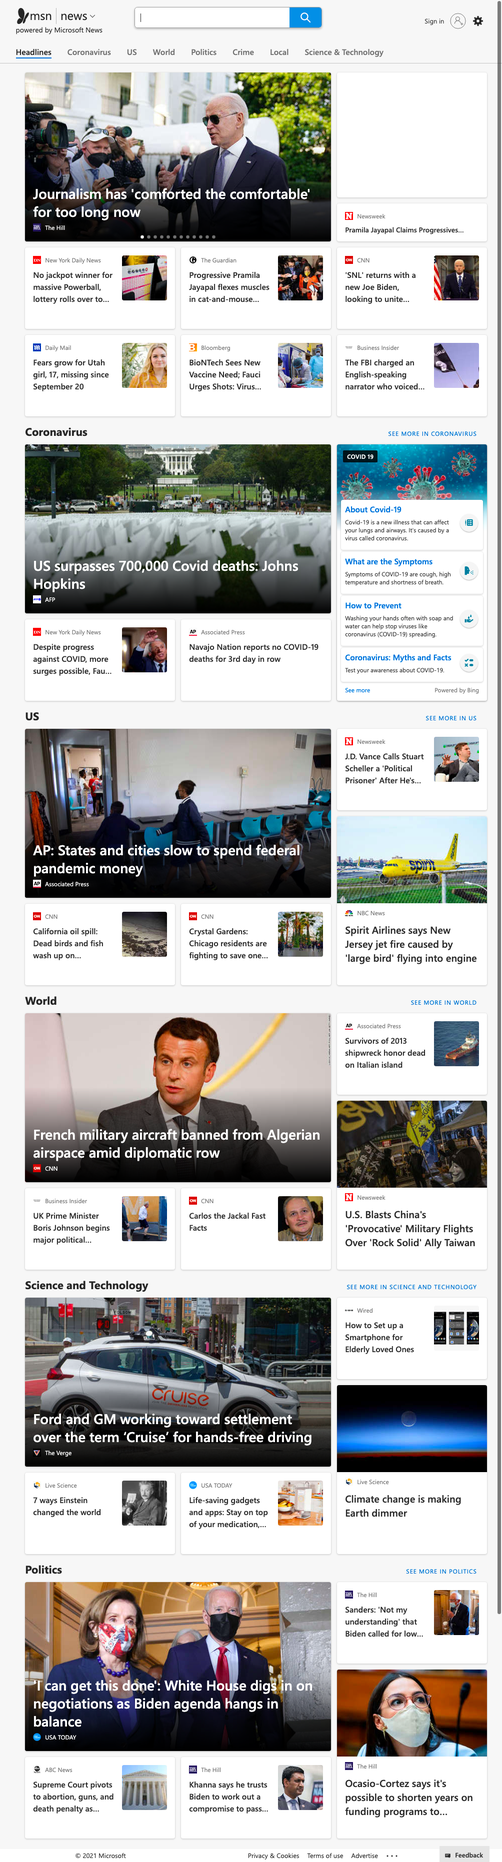 msn | news
powered by Microsoft News
Sign in
Headlines Coronavirus US World Politics Crime Local Science & Technology
Journalism has 'comforted the comfortable'
for too long now
The Hill
Newsweek
Pramila Jayapal Claims Progressives...
New York Daily News
No jackpot winner for
massive Powerball,
lottery rolls over to...
The Guardian
Progressive Pramila
Jayapal flexes muscles
in cat-and-mouse...
CNN
'SNL' returns with a
new Joe Biden,
looking to unite...
Daily Mail
Fears grow for Utah
girl, 17, missing since
September 20
Bloomberg
BioNTech Sees New
Vaccine Need; Fauci
Urges Shots: Virus...
Business Insider
The FBI charged an
English-speaking
narrator who voiced...
Coronavirus
SEE MORE IN CORONAVIRUS
US surpasses 700,000 Covid deaths: Johns
Hopkins
AFP
COVID 19
About Covid-19
Covid-19 is a new illness that can affect
your lungs and airways. It's caused by a
virus called coronavirus.
What are the Symptoms
Symptoms of COVID-19 are cough, high
temperature and shortness of breath.
How to Prevent
Washing your hands often with soap and
water can help stop viruses like
coronavirus (COVID-19) spreading.
Coronavirus: Myths and Facts
Test your awareness about COVID-19.
See more
Powered by Bing
New York Daily News
Despite progress
against COVID, more
surges possible, Fau...
AP Associated Press
Navajo Nation reports no COVID-19
deaths for 3rd day in row
US
SEE MORE IN US
AP: States and cities slow to spend federal
pandemic money
AP Associated Press
Newsweek
J.D. Vance Calls Stuart
Scheller a 'Political
Prisoner' After He's...
spirit
NBC News
Spirit Airlines says New
Jersey jet fire caused by
'large bird' flying into engine
CNN
California oil spill:
Dead birds and fish
wash up on...
CNN
Crystal Gardens:
Chicago residents are
fighting to save one...
World
SEE MORE IN WORLD
French military aircraft banned from Algerian
airspace amid diplomatic row
CNN
AP Associated Press
Survivors of 2013
shipwreck honor dead
on Italian island
Newsweek
U.S. Blasts China's
'Provocative' Military Flights
Over 'Rock Solid' Ally Taiwan
Business Insider
UK Prime Minister
Boris Johnson begins
major political...
CNN
Carlos the Jackal Fast
Facts
Science and Technology
SEE MORE IN SCIENCE AND TECHNOLOGY
cruise
Ford and GM working toward settlement
over the term 'Cruise' for hands-free driving
The Verge
Wired
How to Set up a
Smartphone for
Elderly Loved Ones
Live Science
Climate change is making
Earth dimmer
Live Science
7 ways Einstein
changed the world
USA TODAY
Life-saving gadgets
and apps: Stay on top
of your medication,...
Politics
SEE MORE IN POLITICS
'I can get this done': White House digs in on
negotiations as Biden agenda hangs in
balance
USA TODAY
The Hill
Sanders: 'Not my
understanding' that
Biden called for low...
The Hill
Ocasio-Cortez says it's
possible to shorten years on
funding programs to...
ABC News
Supreme Court pivots
to abortion, guns, and
death penalty as...
The Hill
Khanna says he trusts
Biden to work out a
compromise to pass...
© 2021 Microsoft
Privacy & Cookies Terms of use Advertise ...
Feedback